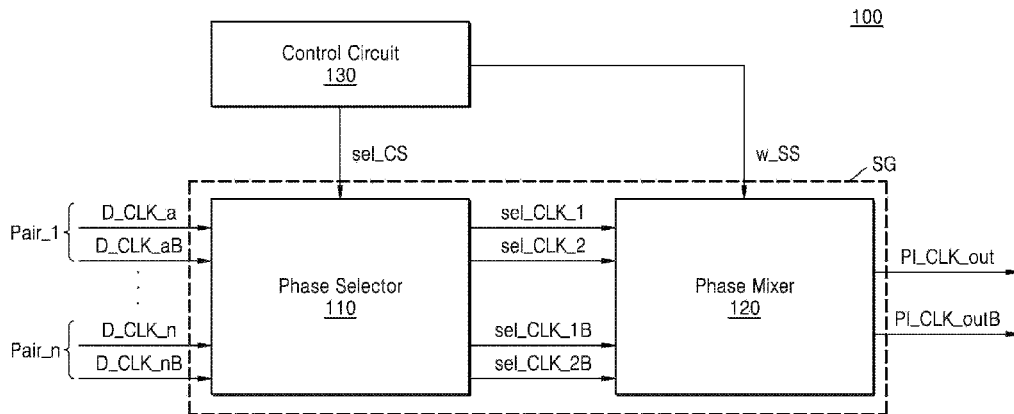 100
Control Circuit
130
sel_CS
w_SS
SG
Pair_1
D_CLK_a
D_CLK_aB
Pair_n
D_CLK_n
D_CLK_nB
Phase Selector
110
sel_CLK_1
sel_CLK_2
sel_CLK_1B
sel_CLK_2B
Phase Mixer
120
PI_CLK_out
PI_CLK_outB